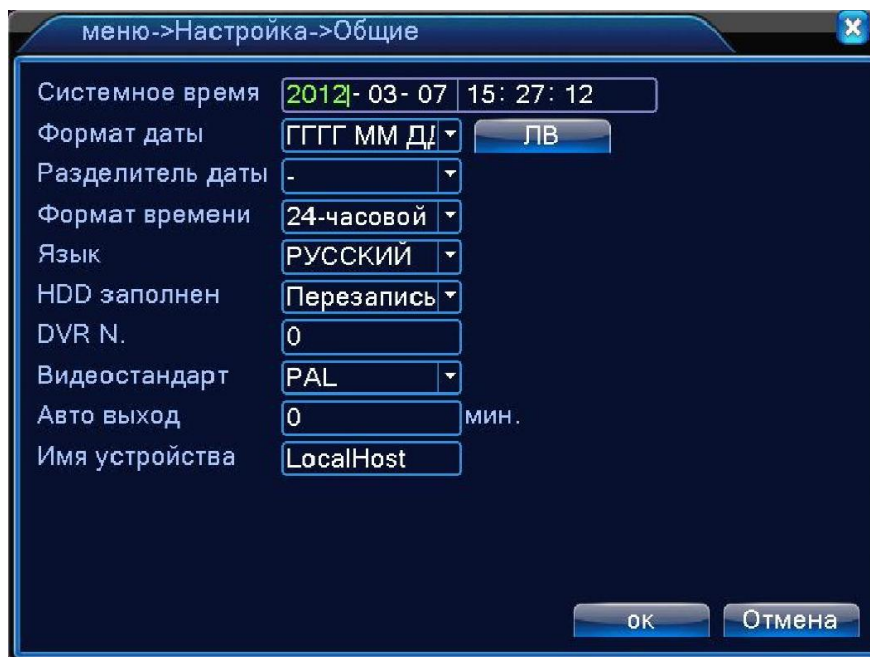 меню->Настройка->Общие
Системное время 2012- 03- 07 15: 27: 12
Формат даты ГГГГ ММ ДД ЛВ
Разделитель даты -
Формат времени 24-часовой
Язык РУССКИЙ
HDD заполнен Перезапись
DVR N. 0
Видеостандарт PAL
Авто выход 0 мин.
Имя устройства LocalHost
ок Отмена